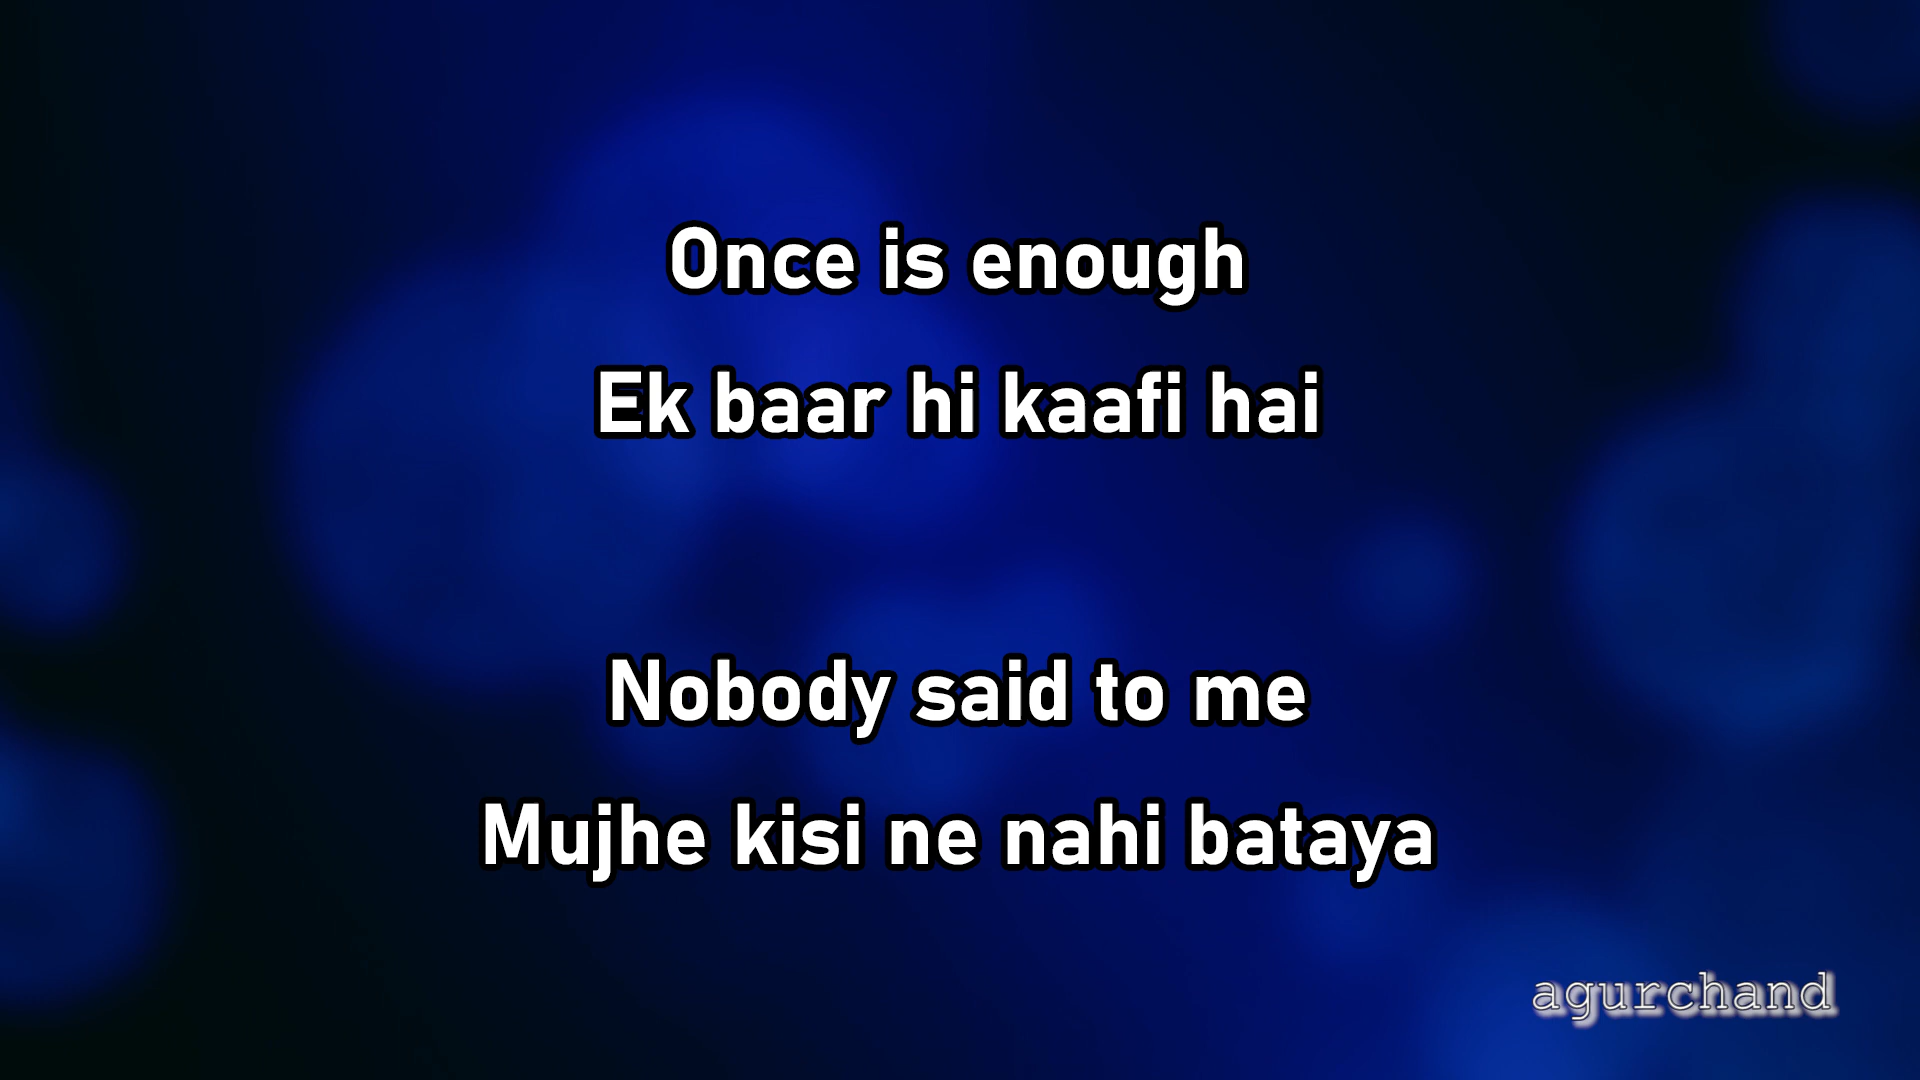 Once is enough
Ek baar hi kaafi hai
Nobody said to me
Mujhe kisi ne nahi bataya
agurchand